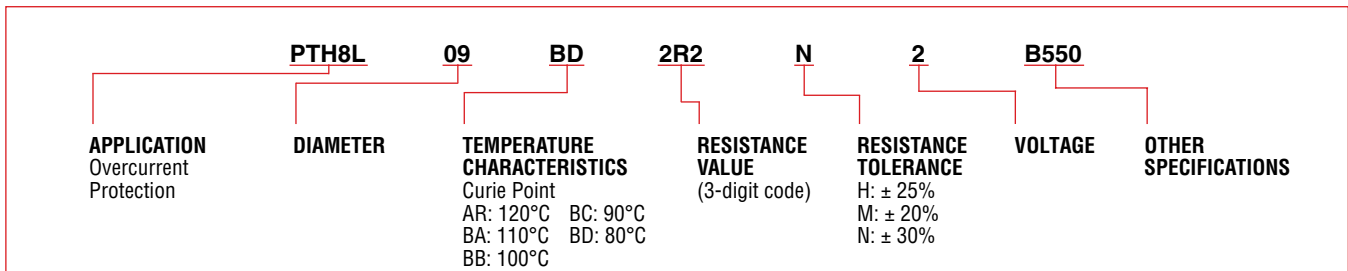 PTH8L 09 BD 2R2 N 2 B550
APPLICATION
Overcurrent
Protection
DIAMETER
TEMPERATURE
CHARACTERISTICS
Curie Point
AR: 120°C BC: 90°C
BA: 110°C BD: 80°C
BB: 100°C
RESISTANCE
VALUE
(3-digit code)
RESISTANCE
TOLERANCE
H: ± 25%
M: ± 20%
N: ± 30%
VOLTAGE
OTHER
SPECIFICATIONS